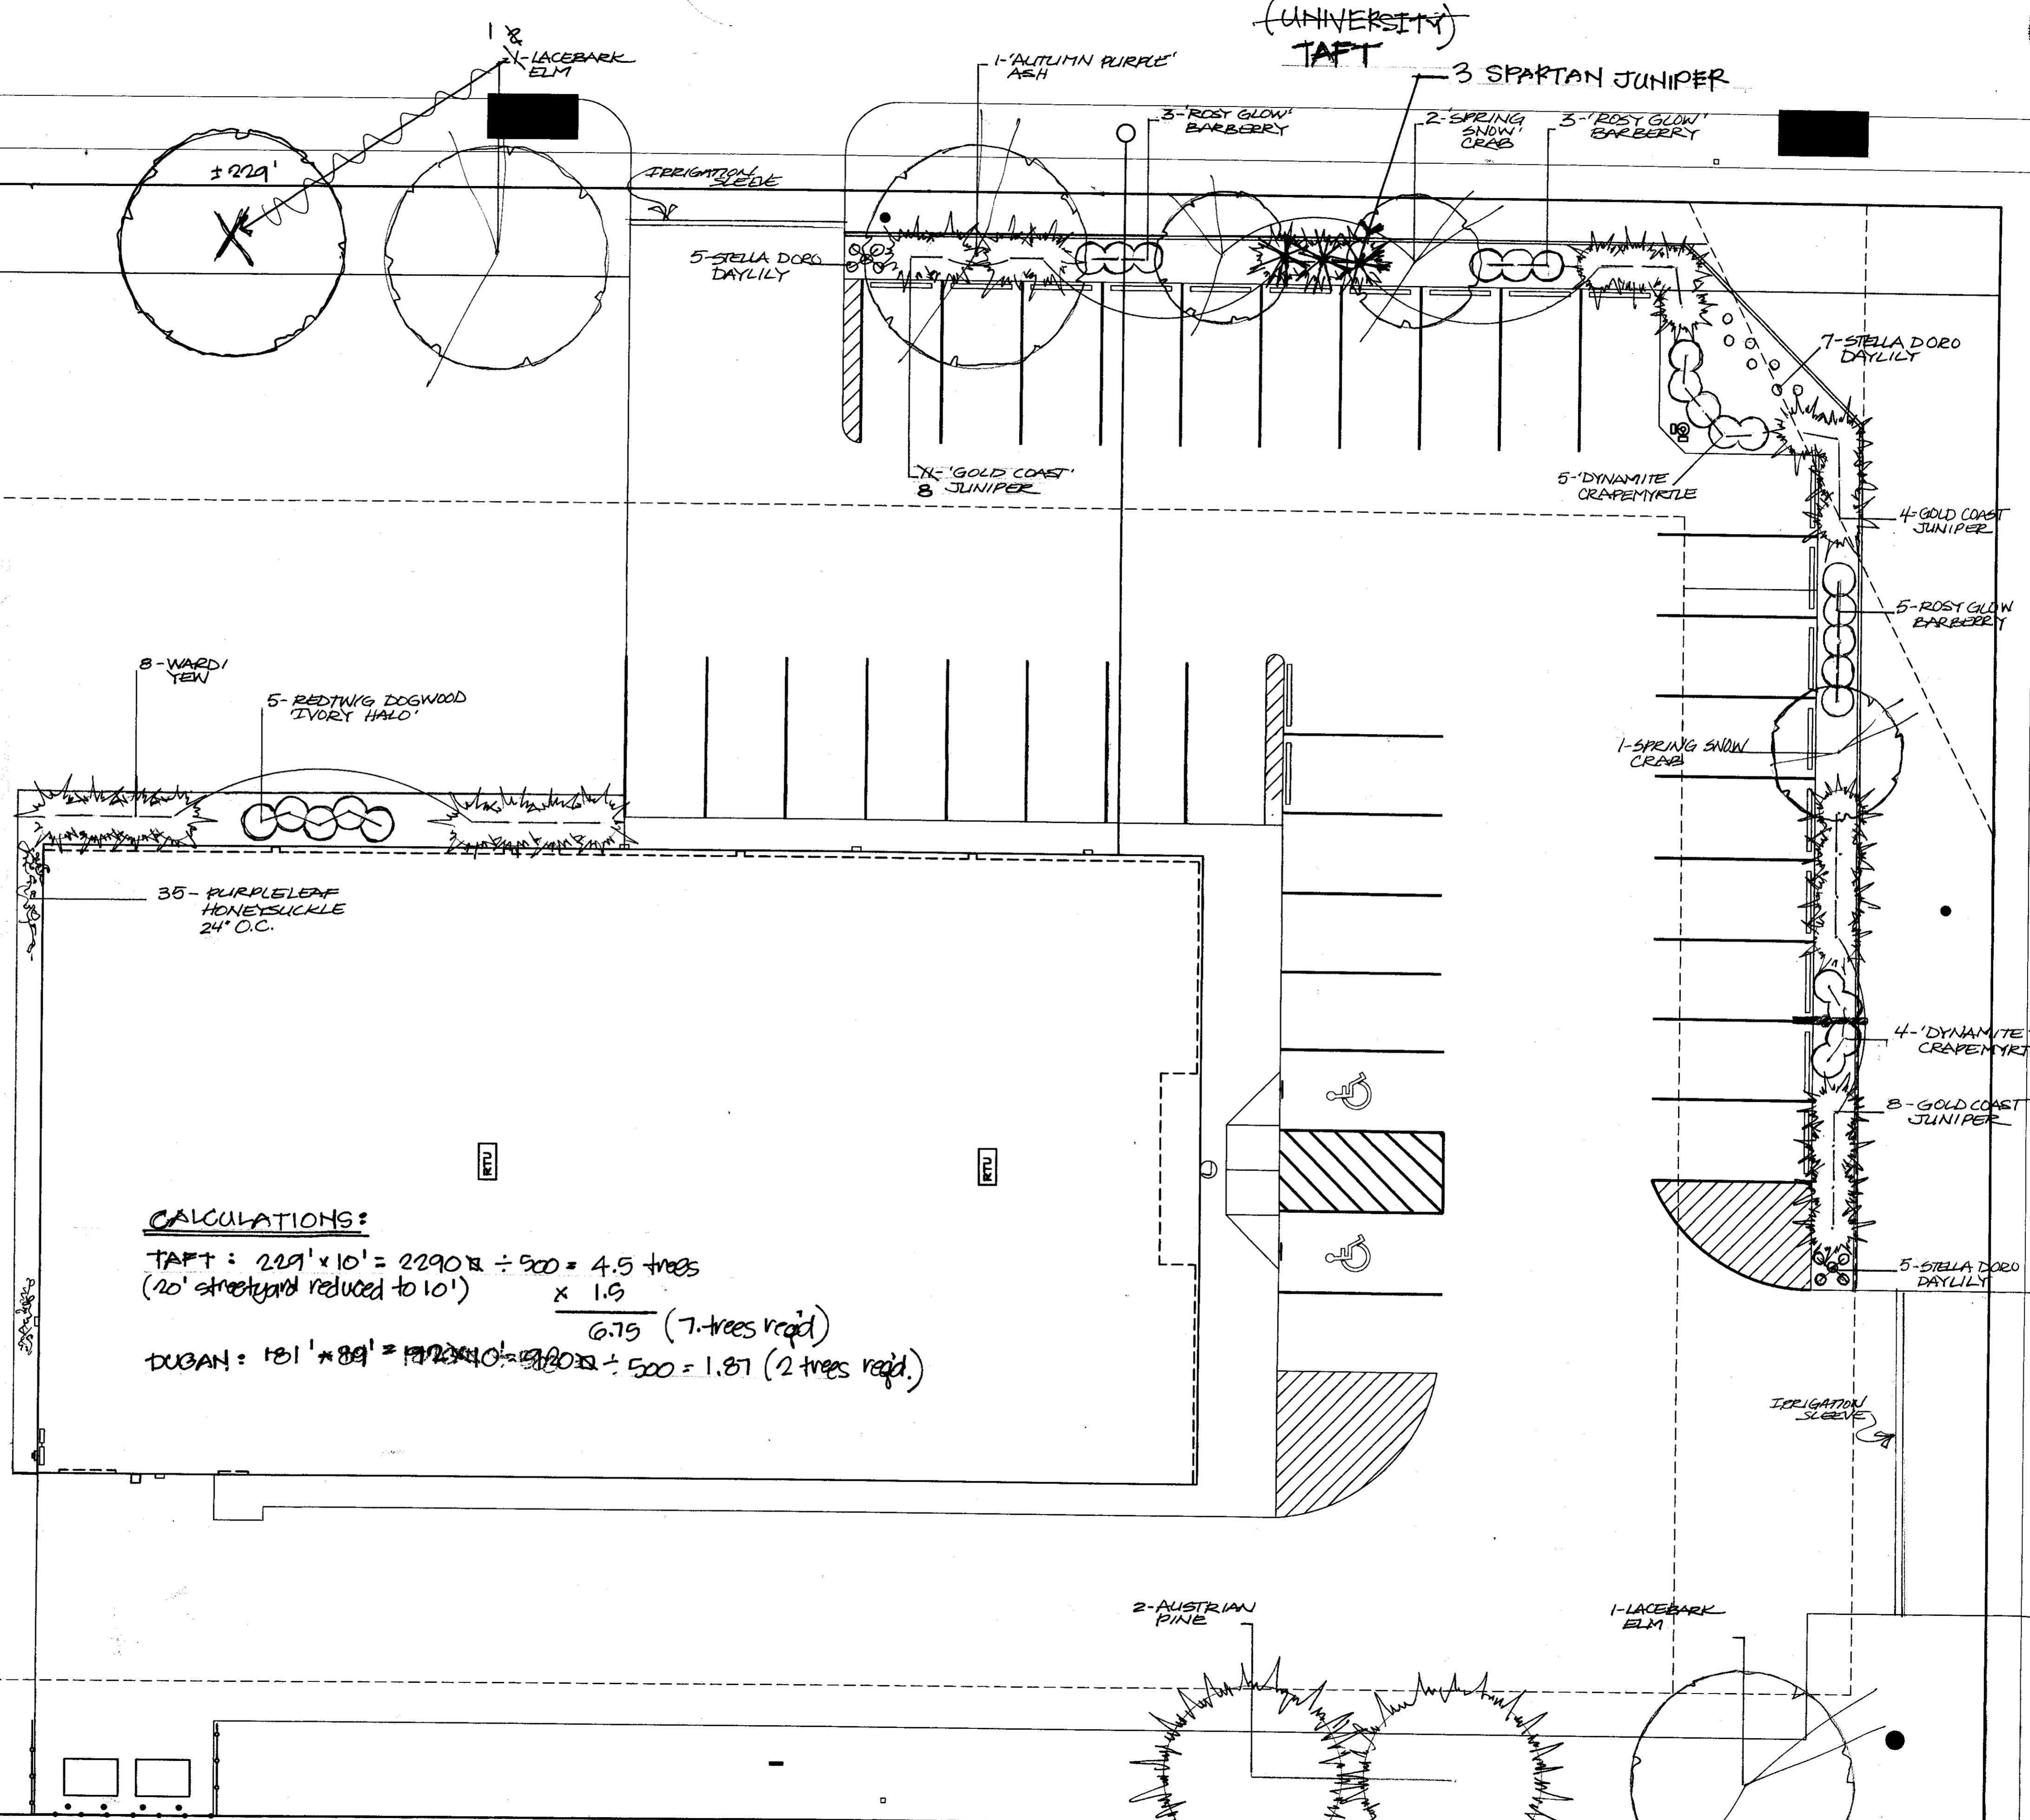 (UNIVERSITY)
TAFT
1 &
LACEBARK
ELM
1-'AUTUMN PURPLE'
ASH
3 SPARTAN JUNIPER
3-'ROSY GLOW'
BARBERRY
2-'SPRING
SNOW'
CRAB
3-'ROSY GLOW'
BARBERRY
±229'
IRRIGATION
SLEEVE
5-STELLA DORO
DAYLILY
7-STELLA DORO
DAYLILY
'GOLD COAST'
8 JUNIPER
5-'DYNAMITE
CRAPEMYRTLE
4-GOLD COAST
JUNIPER
5-ROSY GLOW
BARBERRY
8-WARDI
YEW
5-REDTWIG DOGWOOD
'IVORY HALO'
1-SPRING SNOW
CRAB
35-PURPLELEAF
HONEYSUCKLE
24" O.C.
4-'DYNAMITE
CRAPEMYRT
8-GOLD COAST
JUNIPER
RTU
RTU
CALCULATIONS:
TAFT: 229' x 10' = 2290 ÷ 500 = 4.5 trees
(20' streetyard reduced to 10')
x 1.5
6.75 (7 trees req'd)
DUGAN: 181' ÷ 500 = 1.87 (2 trees req'd.)
5-STELLA DORO
DAYLILY
IRRIGATION
SLEEVE
2-AUSTRIAN
PINE
1-LACEBARK
ELM